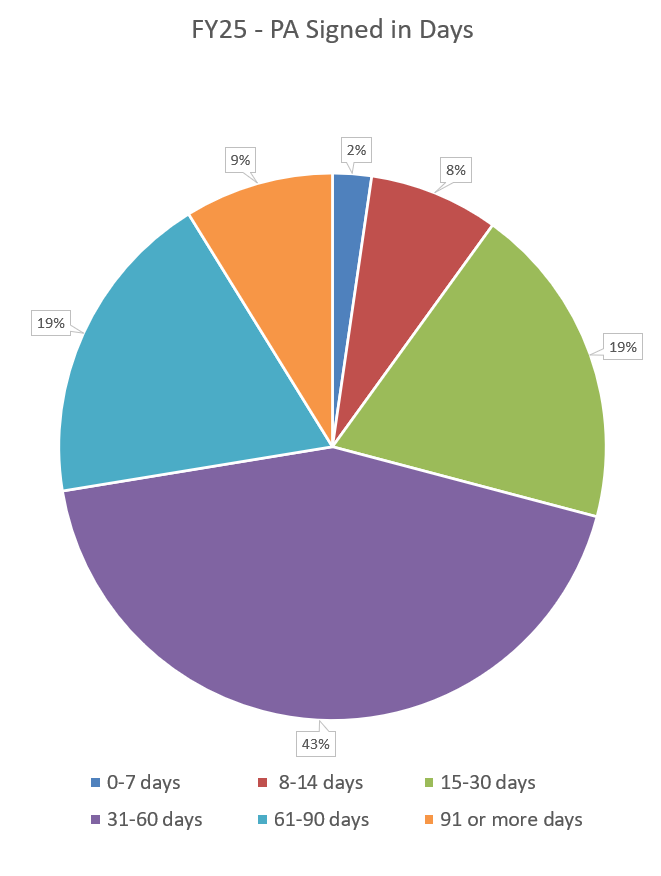 FY25 - PA Signed in Days
2%
9%
8%
19%
19%
43%
0-7 days
8-14 days
15-30 days
31-60 days
61-90 days
91 or more days